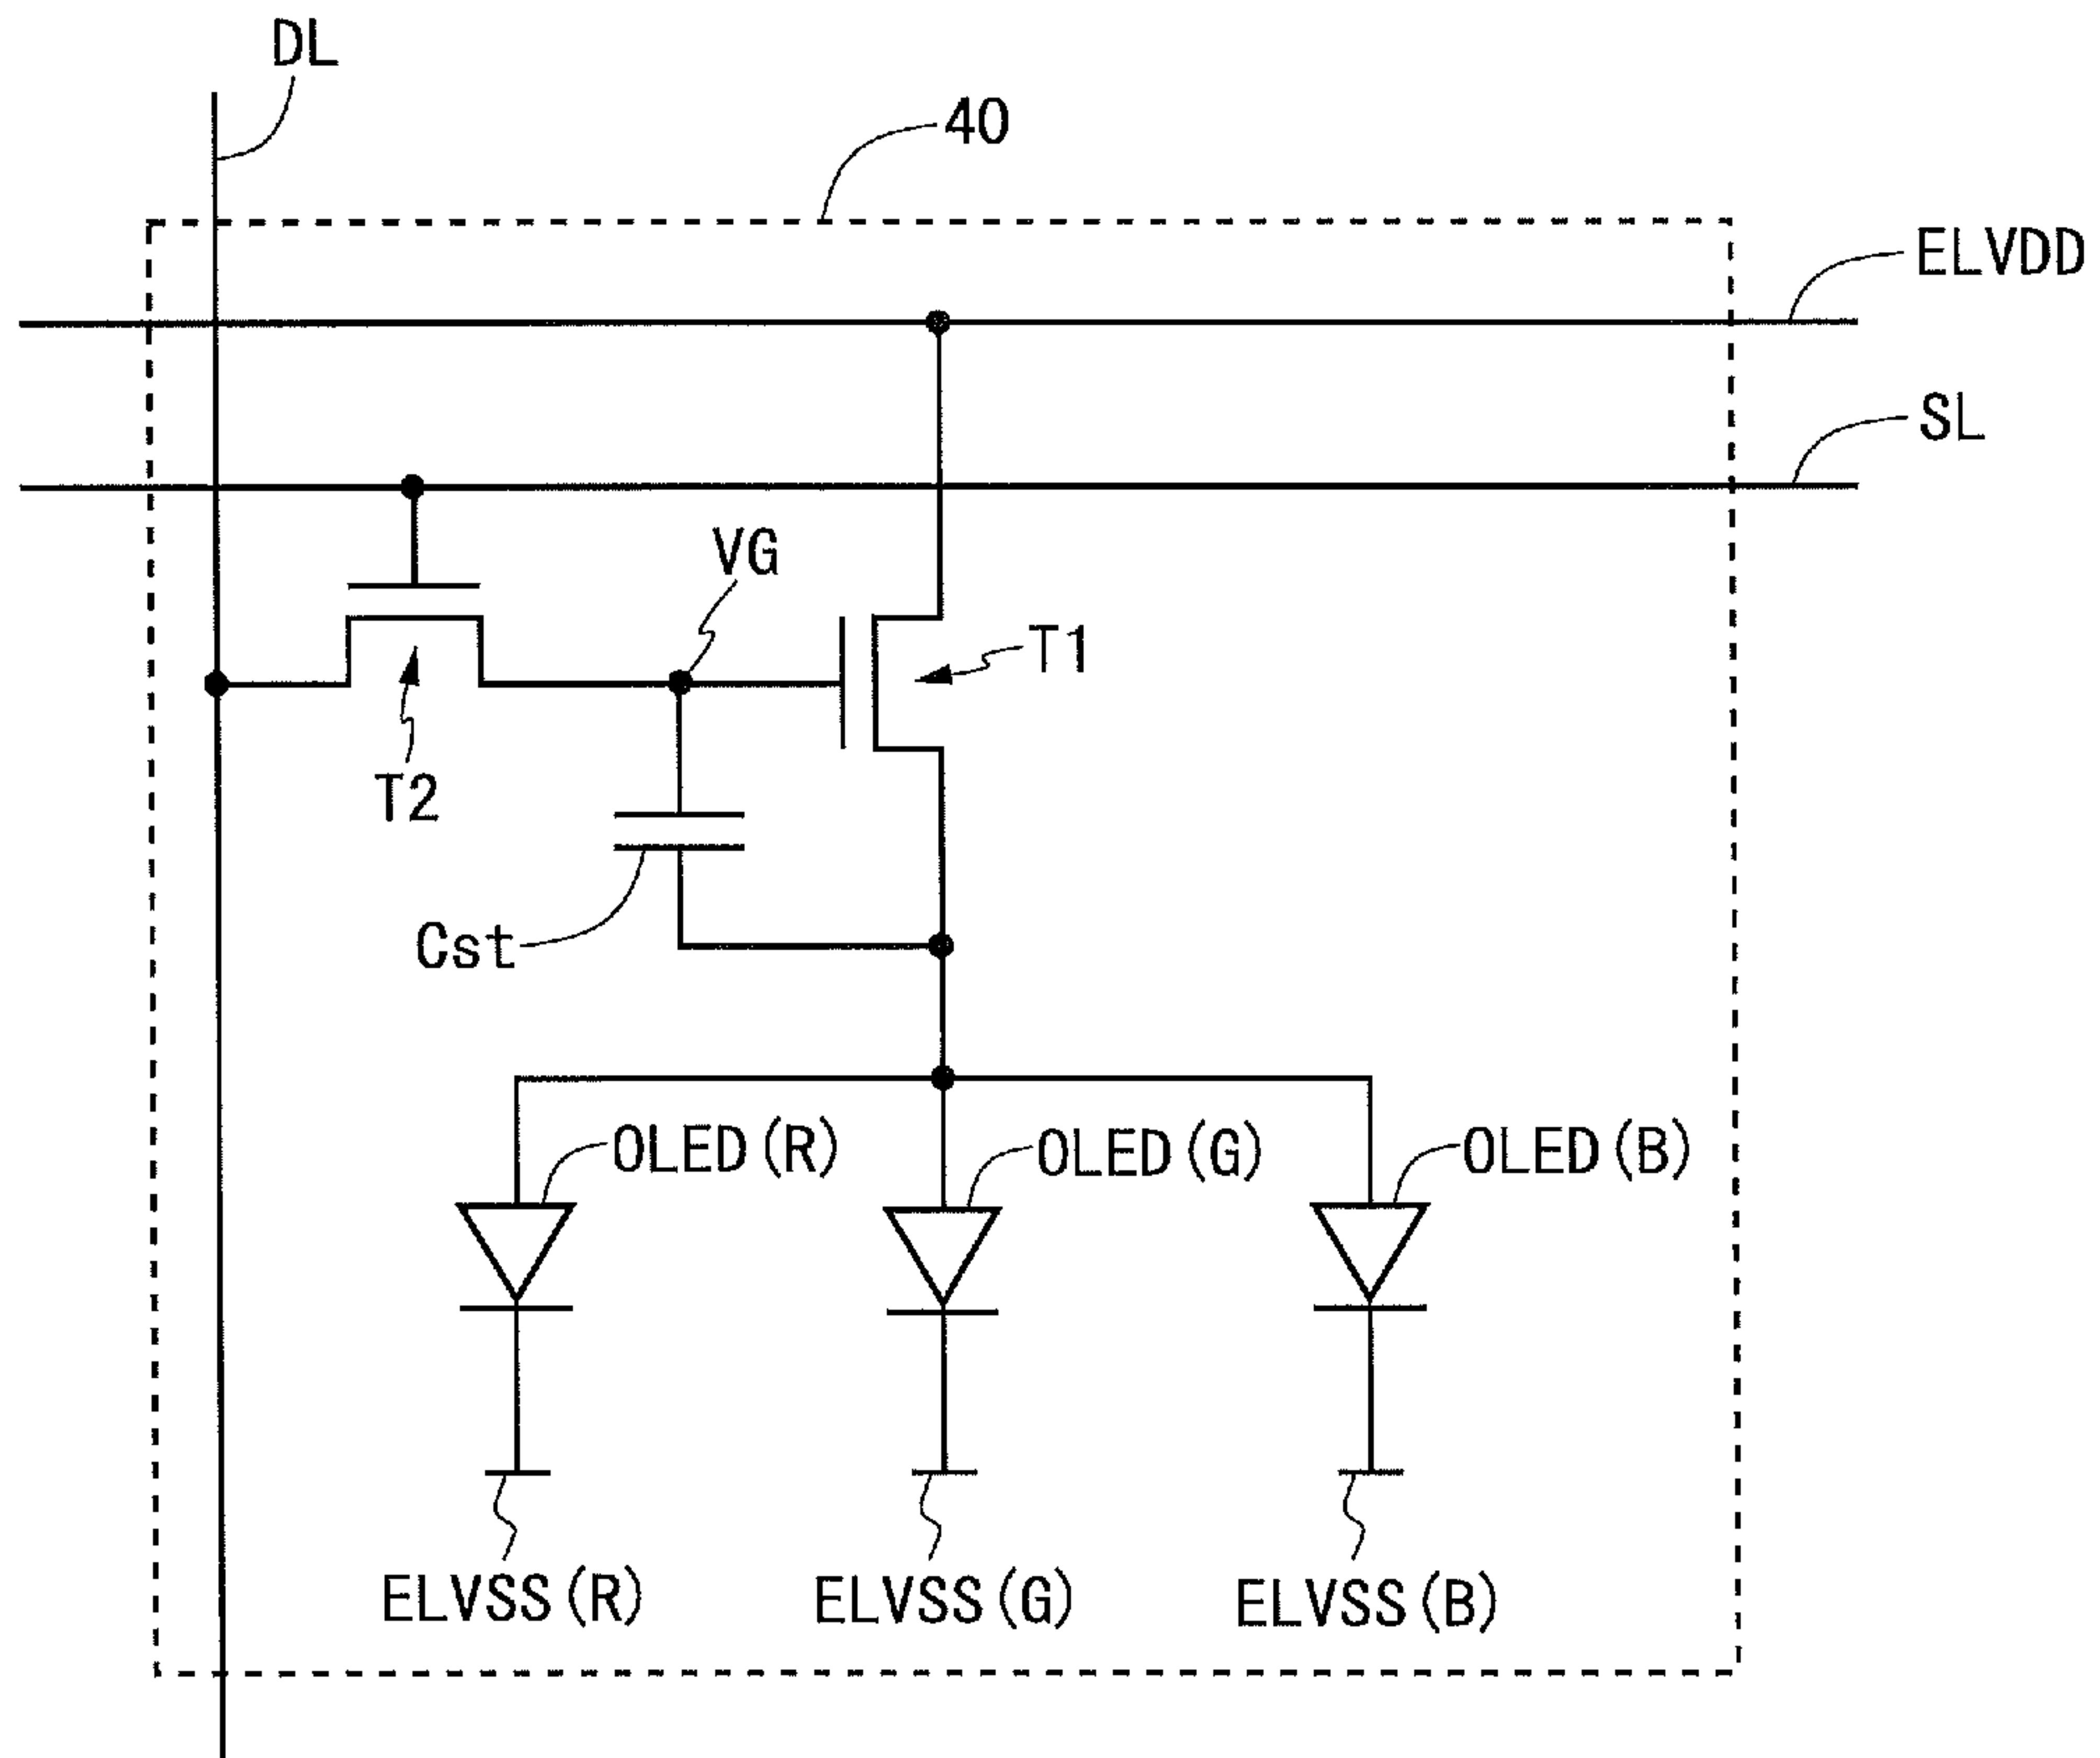 DL
40
ELVDD
SL
VG
T1
T2
Cst
OLED(R)
OLED(G)
OLED(B)
ELVSS(R)
ELVSS(G)
ELVSS(B)